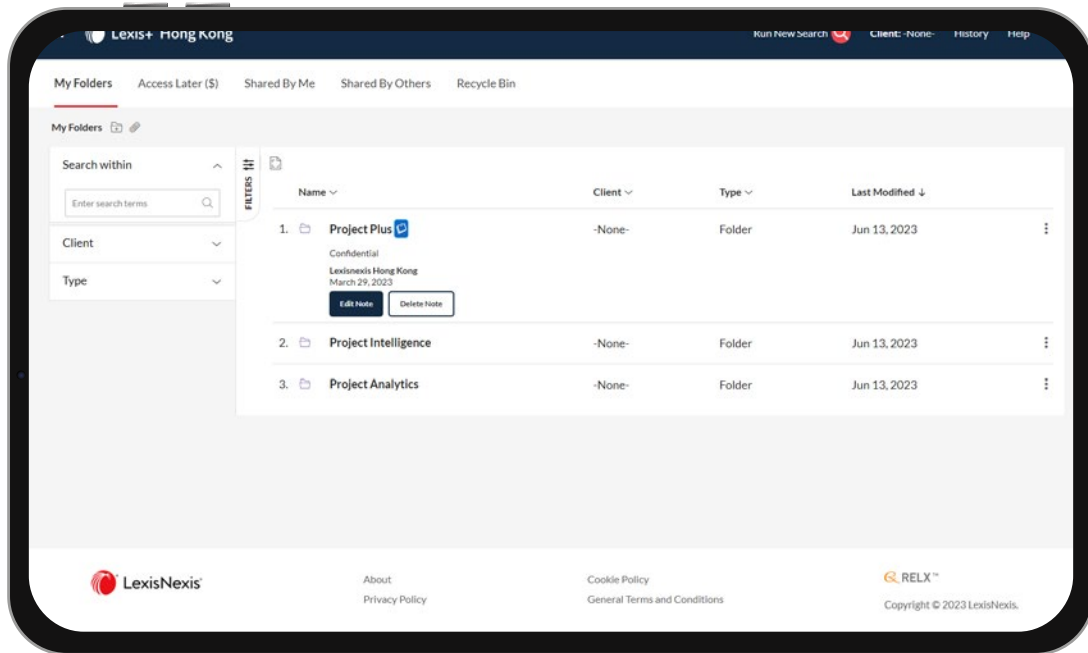 Lexis+ Hong Kong
Run New Search
Client: -None-
History
Help
My Folders
Access Later ($)
Shared By Me
Shared By Others
Recycle Bin
My Folders
Search within
Enter search terms
Client
Type
FILTERS
Name
Client
Type
Last Modified ↓
1.
Project Plus
-None-
Folder
Jun 13, 2023
Confidential
Lexisnexis Hong Kong
March 29, 2023
Edit Note
Delete Note
2.
Project Intelligence
-None-
Folder
Jun 13, 2023
3.
Project Analytics
-None-
Folder
Jun 13, 2023
LexisNexis
About
Privacy Policy
Cookie Policy
General Terms and Conditions
RELX™
Copyright © 2023 LexisNexis.